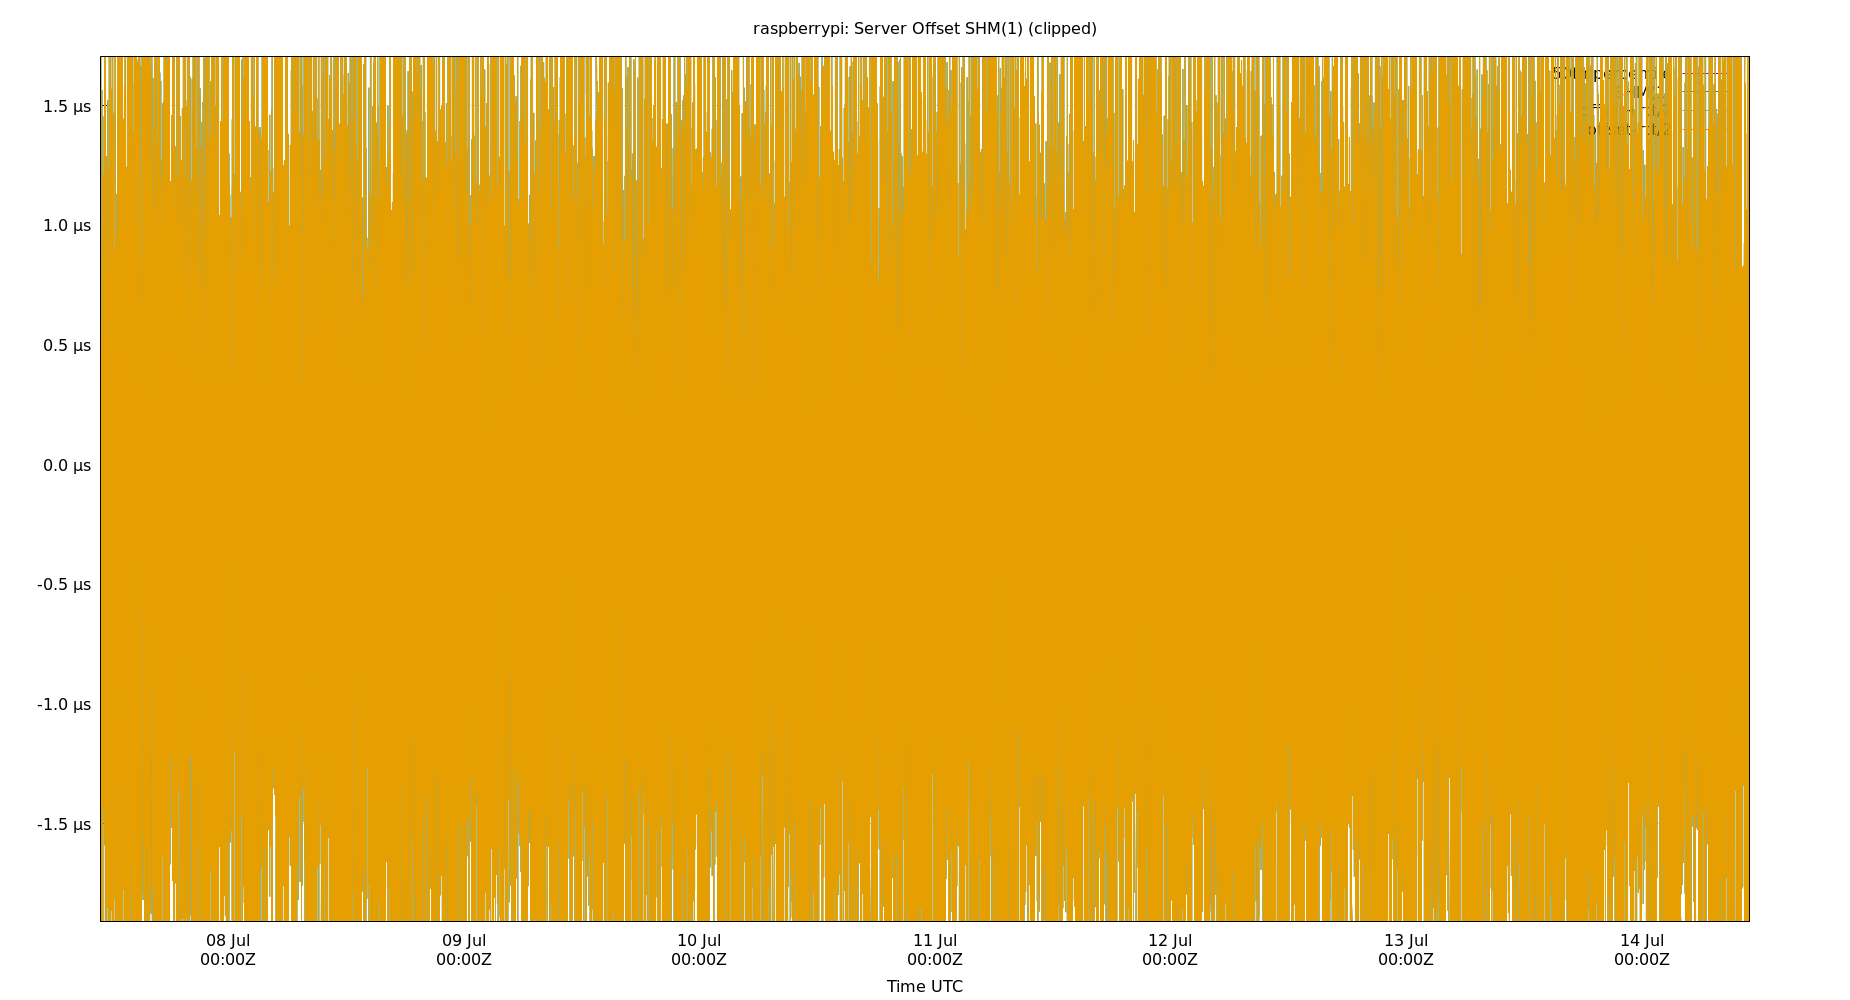 raspberrypi: Server Offset SHM(1) (clipped)
1.5 µs
1.0 µs
0.5 µs
0.0 µs
-0.5 µs
-1.0 µs
-1.5 µs
08 Jul 09 Jul 10 Jul 11 Jul 12 Jul 13 Jul 14 Jul
00:00Z 00:00Z 00:00Z 00:00Z 00:00Z 00:00Z 00:00Z
Time UTC